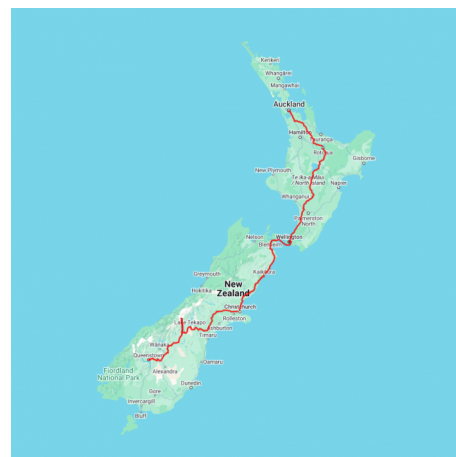 Kerikeri
Whangārei
Mangawhai
Auckland
Hamilton
Tauranga
Rotorua
Gisborne
New Plymouth
Te Ika-a-Māui
North Island
Napier
Whanganui
Palmerston
North
Nelson
Wellington
Blenheim
Kaikōura
Greymouth
New
Zealand
Hokitika
Christchurch
Rolleston
Lake Tekapo
Ashburton
Timaru
Wānaka
Queenstown
Oamaru
Fiordland
National Park
Alexandra
Dunedin
Gore
Invercargill
Bluff